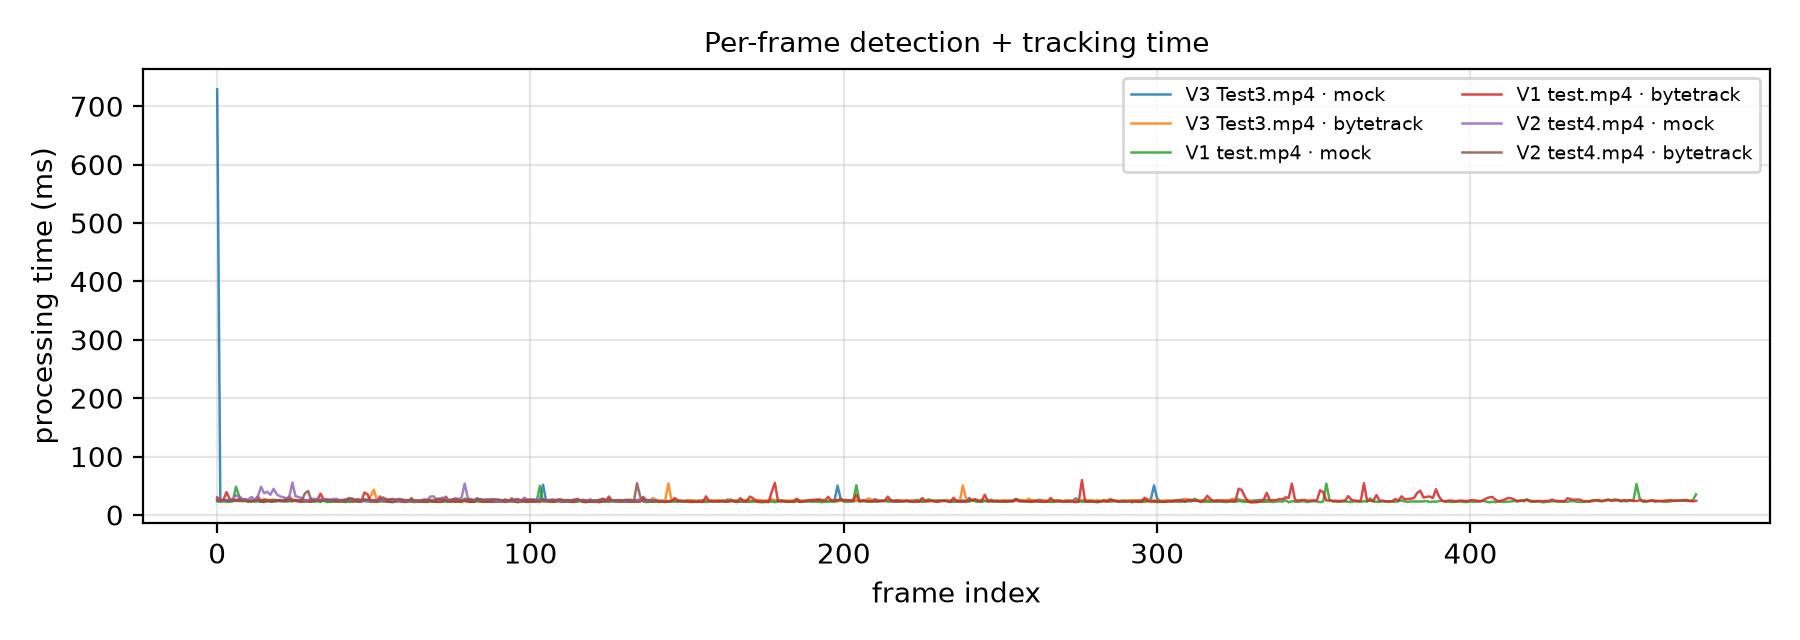 Per-frame detection + tracking time
processing time (ms)
700
600
500
400
300
200
100
0
V3 Test3.mp4 · mock
V3 Test3.mp4 · bytetrack
V1 test.mp4 · mock
V1 test.mp4 · bytetrack
V2 test4.mp4 · mock
V2 test4.mp4 · bytetrack
0 100 200 300 400
frame index